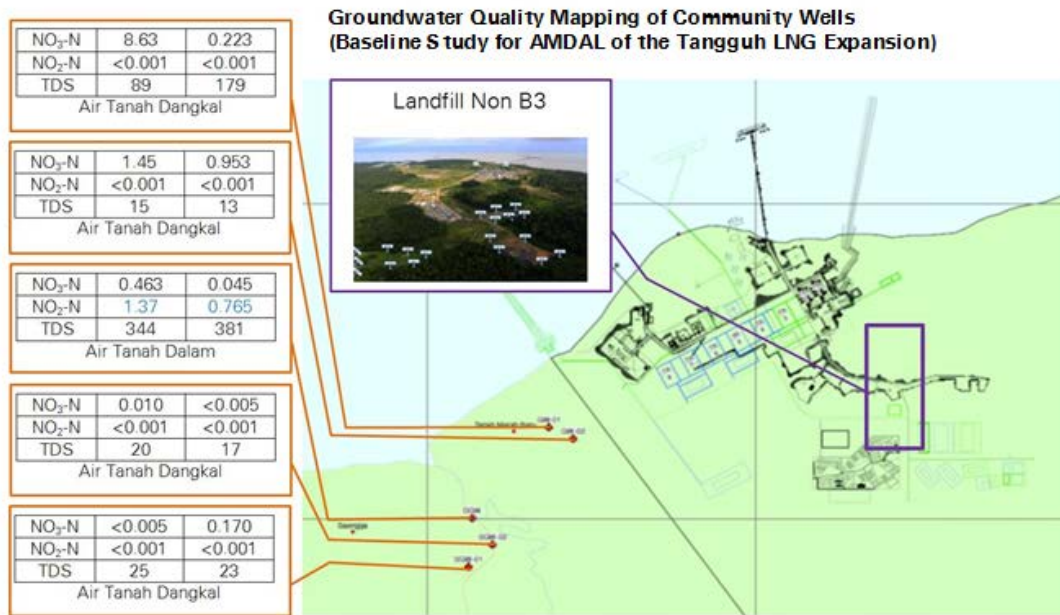 Groundwater Quality Mapping of Community Wells
(Baseline Study for AMDAL of the Tangguh LNG Expansion)
NO₃-N 8.63 0.223
NO₂-N <0.001 <0.001
TDS 89 179
Air Tanah Dangkal
NO₃-N 1.45 0.953
NO₂-N <0.001 <0.001
TDS 15 13
Air Tanah Dangkal
NO₃-N 0.463 0.045
NO₂-N 1.37 0.765
TDS 344 381
Air Tanah Dalam
NO₃-N 0.010 <0.005
NO₂-N <0.001 <0.001
TDS 20 17
Air Tanah Dangkal
NO₃-N <0.005 0.170
NO₂-N <0.001 <0.001
TDS 25 23
Air Tanah Dangkal
Landfill Non B3
Tanah Merah Baru
Saengga